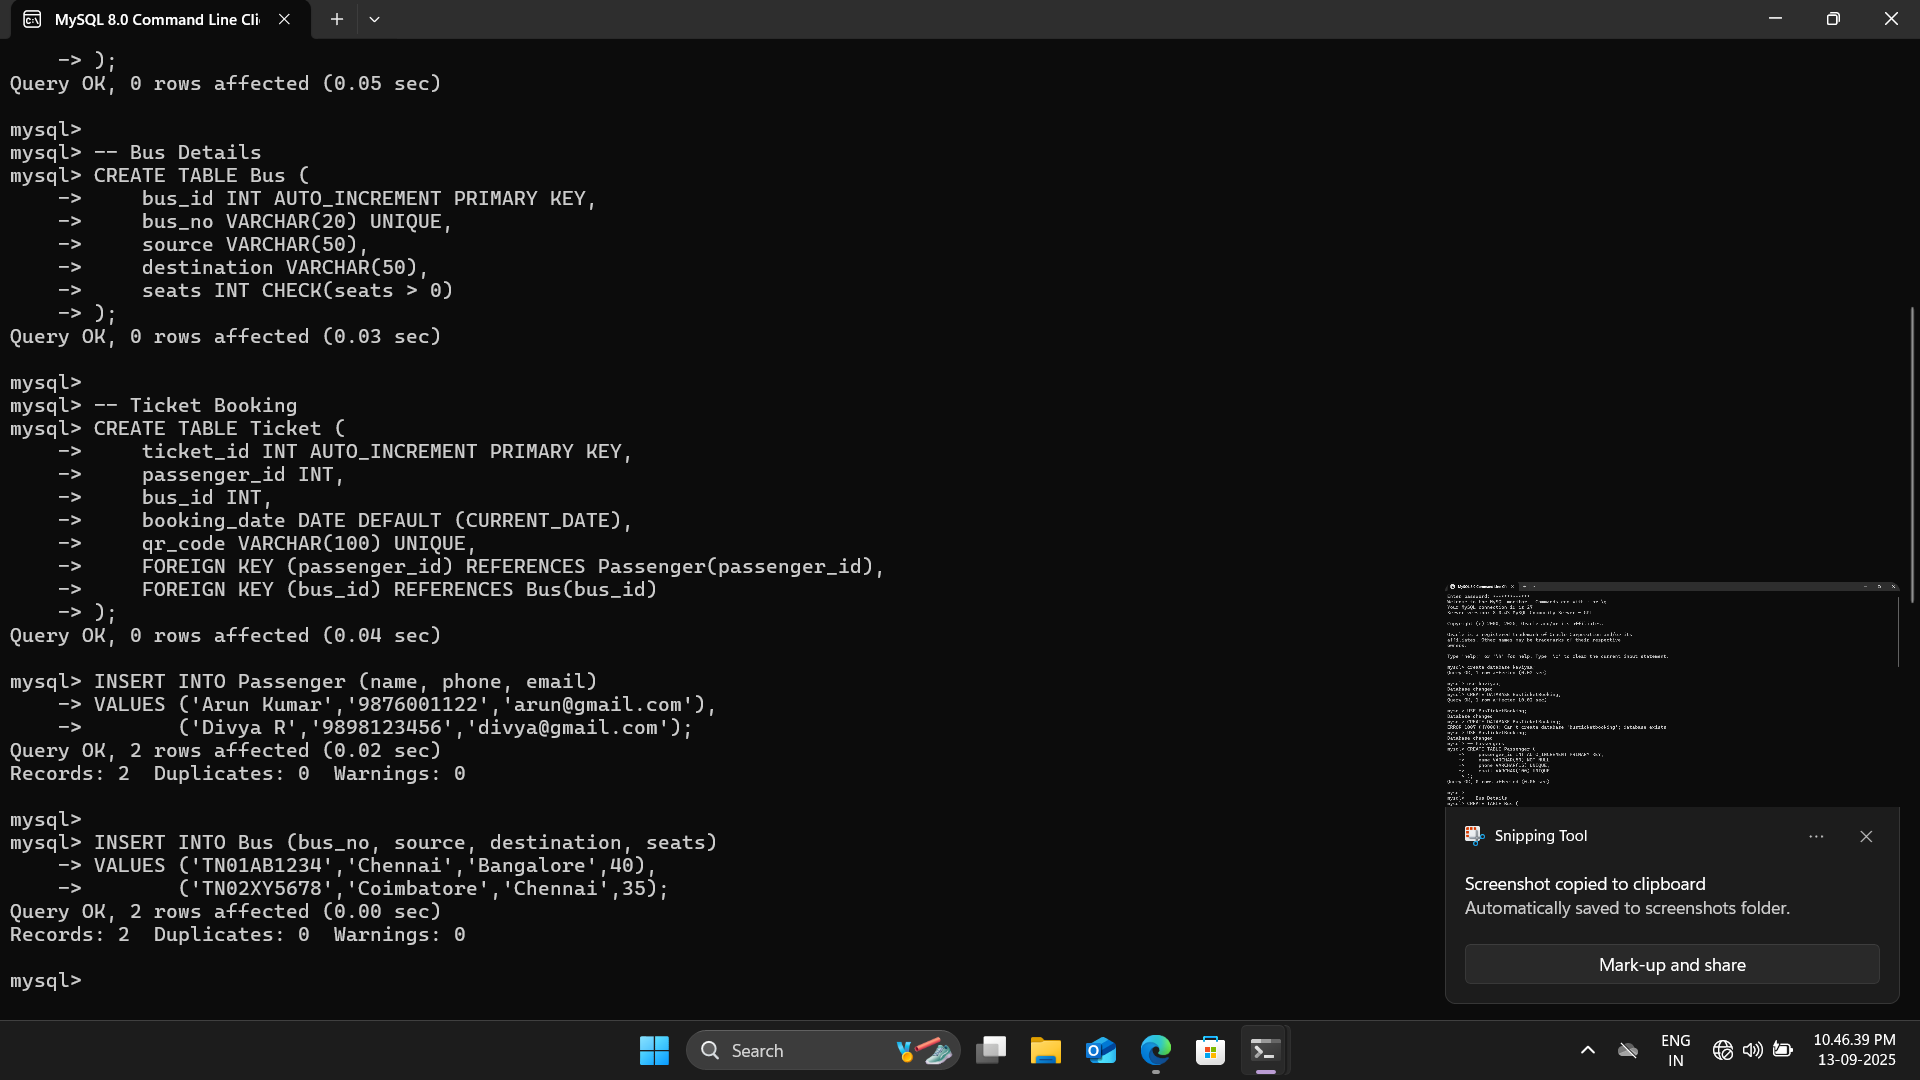 MySQL 8.0 Command Line Cli
-> );
Query OK, 0 rows affected (0.05 sec)
mysql>
mysql> -- Bus Details
mysql> CREATE TABLE Bus (
->     bus_id INT AUTO_INCREMENT PRIMARY KEY,
->     bus_no VARCHAR(20) UNIQUE,
->     source VARCHAR(50),
->     destination VARCHAR(50),
->     seats INT CHECK(seats > 0)
-> );
Query OK, 0 rows affected (0.03 sec)
mysql>
mysql> -- Ticket Booking
mysql> CREATE TABLE Ticket (
->     ticket_id INT AUTO_INCREMENT PRIMARY KEY,
->     passenger_id INT,
->     bus_id INT,
->     booking_date DATE DEFAULT (CURRENT_DATE),
->     qr_code VARCHAR(100) UNIQUE,
->     FOREIGN KEY (passenger_id) REFERENCES Passenger(passenger_id),
->     FOREIGN KEY (bus_id) REFERENCES Bus(bus_id)
-> );
Query OK, 0 rows affected (0.04 sec)
mysql> INSERT INTO Passenger (name, phone, email)
-> VALUES ('Arun Kumar','9876001122','arun@gmail.com'),
->        ('Divya R','9898123456','divya@gmail.com');
Query OK, 2 rows affected (0.02 sec)
Records: 2  Duplicates: 0  Warnings: 0
mysql>
mysql> INSERT INTO Bus (bus_no, source, destination, seats)
-> VALUES ('TN01AB1234','Chennai','Bangalore',40),
->        ('TN02XY5678','Coimbatore','Chennai',35);
Query OK, 2 rows affected (0.00 sec)
Records: 2  Duplicates: 0  Warnings: 0
mysql>
Snipping Tool
Screenshot copied to clipboard
Automatically saved to screenshots folder.
Mark-up and share
Search
ENG
IN
10.46.39 PM
13-09-2025